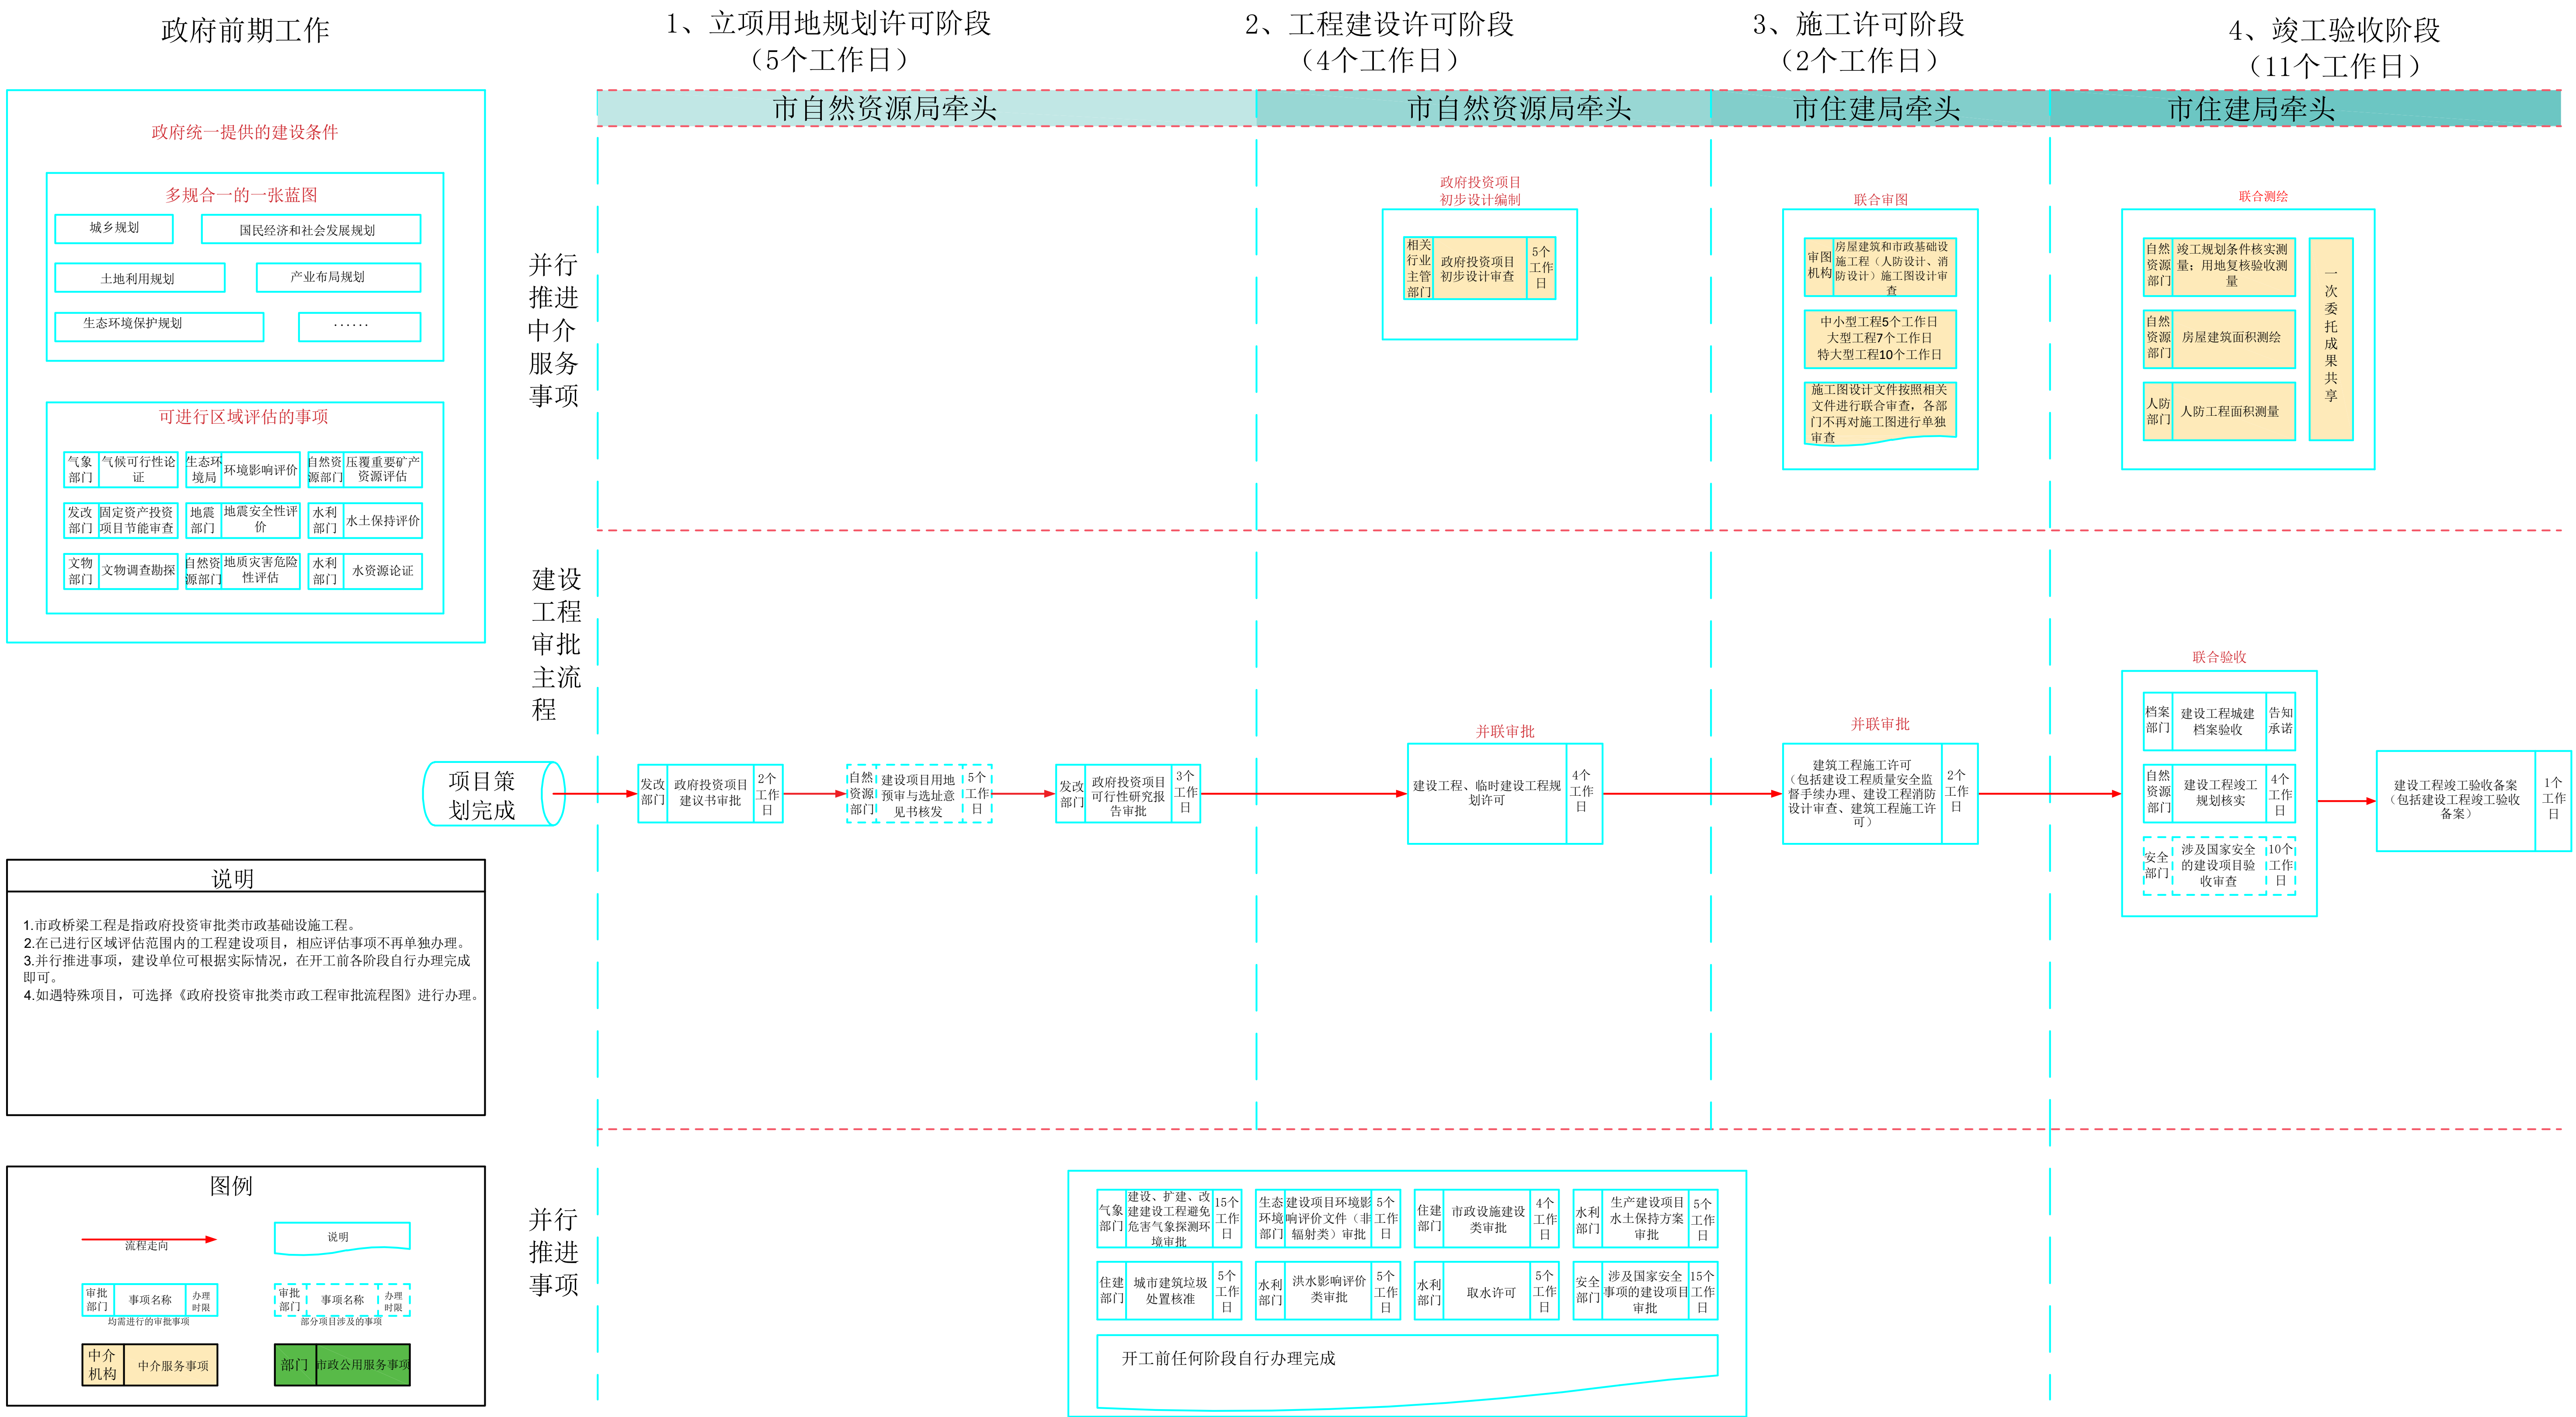 政府前期工作
1、立项用地规划许可阶段
（5个工作日）
2、工程建设许可阶段
（4个工作日）
3、施工许可阶段
（2个工作日）
4、竣工验收阶段
（11个工作日）
市自然资源局牵头
市自然资源局牵头
市住建局牵头
市住建局牵头
政府统一提供的建设条件
多规合一的一张蓝图
城乡规划
国民经济和社会发展规划
土地利用规划
产业布局规划
生态环境保护规划
······
可进行区域评估的事项
气象
部门
气候可行性论
证
生态环
境局
环境影响评价
自然资
源部门
压覆重要矿产
资源评估
发改
部门
固定资产投资
项目节能审查
地震
部门
地震安全性评
价
水利
部门
水土保持评价
文物
部门
文物调查勘探
自然资
源部门
地质灾害危险
性评估
水利
部门
水资源论证
并行
推进
中介
服务
事项
政府投资项目
初步设计编制
相关
行业
主管
部门
政府投资项目
初步设计审查
5个
工作
日
联合审图
审图
机构
房屋建筑和市政基础设
施工程（人防设计、消
防设计）施工图设计审
查
中小型工程5个工作日
大型工程7个工作日
特大型工程10个工作日
施工图设计文件按照相关
文件进行联合审查，各部
门不再对施工图进行单独
审查
联合测绘
自然
资源
部门
竣工规划条件核实测
量；用地复核验收测
量
自然
资源
部门
房屋建筑面积测绘
人防
部门
人防工程面积测量
一
次
委
托
成
果
共
享
建设
工程
审批
主流
程
项目策
划完成
发改
部门
政府投资项目
建议书审批
2个
工作
日
自然
资源
部门
建设项目用地
预审与选址意
见书核发
5个
工作
日
发改
部门
政府投资项目
可行性研究报
告审批
3个
工作
日
并联审批
建设工程、临时建设工程规
划许可
4个
工作
日
并联审批
建筑工程施工许可
（包括建设工程质量安全监
督手续办理、建设工程消防
设计审查、建筑工程施工许
可）
2个
工作
日
联合验收
档案
部门
建设工程城建
档案验收
告知
承诺
自然
资源
部门
建设工程竣工
规划核实
4个
工作
日
安全
部门
涉及国家安全
的建设项目验
收审查
10个
工作
日
建设工程竣工验收备案
（包括建设工程竣工验收
备案）
1个
工作
日
说明
1.市政桥梁工程是指政府投资审批类市政基础设施工程。
2.在已进行区域评估范围内的工程建设项目，相应评估事项不再单独办理。
3.并行推进事项，建设单位可根据实际情况，在开工前各阶段自行办理完成
即可。
4.如遇特殊项目，可选择《政府投资审批类市政工程审批流程图》进行办理。
图例
流程走向
说明
审批
部门
事项名称
办理
时限
均需进行的审批事项
审批
部门
事项名称
办理
时限
部分项目涉及的事项
中介
机构
中介服务事项
部门
市政公用服务事项
并行
推进
事项
气象
部门
建设、扩建、改
建建设工程避免
危害气象探测环
境审批
15个
工作
日
生态
环境
部门
建设项目环境影
响评价文件（非
辐射类）审批
5个
工作
日
住建
部门
市政设施建设
类审批
4个
工作
日
水利
部门
生产建设项目
水土保持方案
审批
5个
工作
日
住建
部门
城市建筑垃圾
处置核准
5个
工作
日
水利
部门
洪水影响评价
类审批
5个
工作
日
水利
部门
取水许可
5个
工作
日
安全
部门
涉及国家安全
事项的建设项目
审批
15个
工作
日
开工前任何阶段自行办理完成